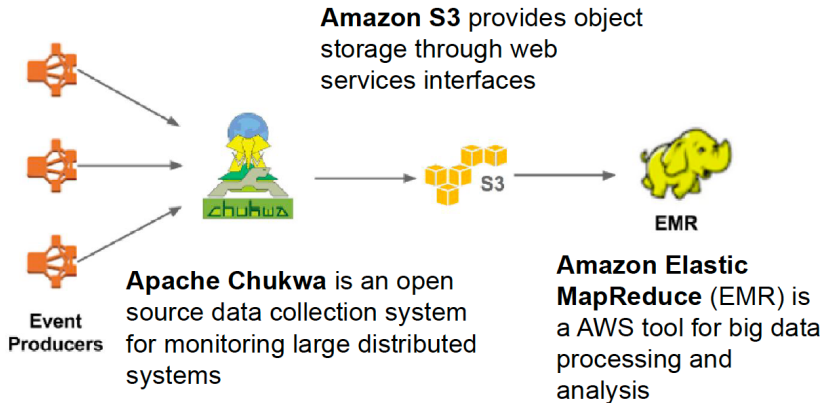 Amazon S3 provides object
storage through web
services interfaces
chukwa
S3
EMR
Event
Producers
Apache Chukwa is an open
source data collection system
for monitoring large distributed
systems
Amazon Elastic
MapReduce (EMR) is
a AWS tool for big data
processing and
analysis